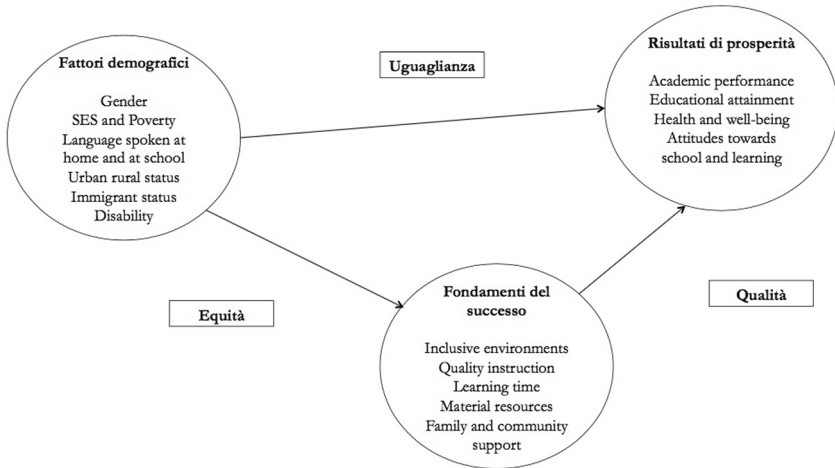 Fattori demografici
Gender
SES and Poverty
Language spoken at
home and at school
Urban rural status
Immigrant status
Disability
Uguaglianza
Risultati di prosperità
Academic performance
Educational attainment
Health and well-being
Attitudes towards
school and learning
Equità
Fondamenti del
successo
Inclusive environments
Quality instruction
Learning time
Material resources
Family and community
support
Qualità